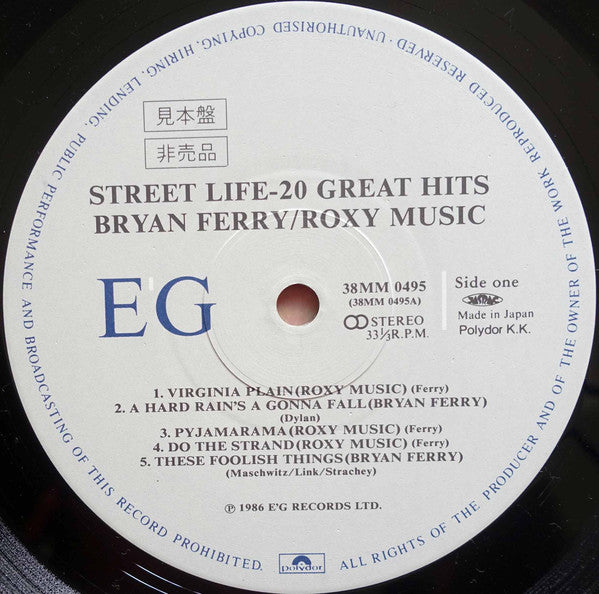 見本盤
非売品
STREET LIFE-20 GREAT HITS
BRYAN FERRY/ROXY MUSIC
E'G
38MM 0495
(38MM 0495A)
STEREO
33⅓R.P.M.
Side one
Made in Japan
Polydor K.K.
1. VIRGINIA PLAIN(ROXY MUSIC) (Ferry)
2. A HARD RAIN'S A GONNA FALL(BRYAN FERRY)
(Dylan)
3. PYJAMARAMA(ROXY MUSIC) (Ferry)
4. DO THE STRAND(ROXY MUSIC) (Ferry)
5. THESE FOOLISH THINGS(BRYAN FERRY)
(Maschwitz/Link/Strachey)
℗ 1986 E'G RECORDS LTD.
polydor
ALL RIGHTS OF THE PRODUCER AND OF THE OWNER OF THE WORK REPRODUCED RESERVED · UNAUTHORISED COPYING, HIRING, LENDING, PUBLIC PERFORMANCE AND BROADCASTING OF THIS RECORD PROHIBITED.